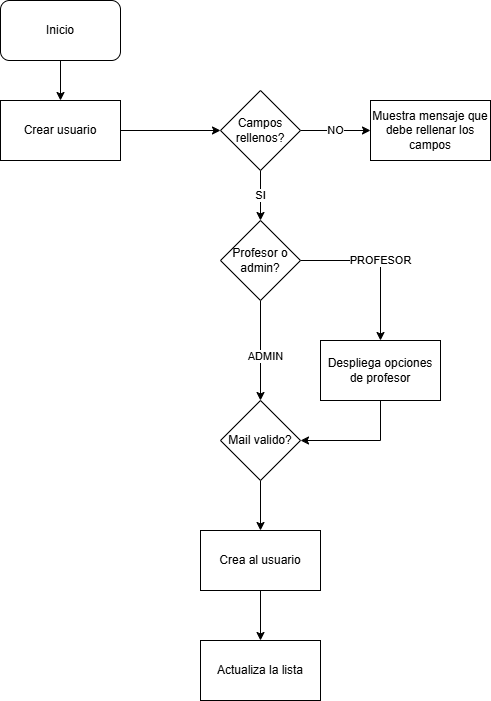 Inicio
Crear usuario
Campos
rellenos?
NO
Muestra mensaje que
debe rellenar los
campos
SI
Profesor o
admin?
PROFESOR
ADMIN
Despliega opciones
de profesor
Mail valido?
Crea al usuario
Actualiza la lista